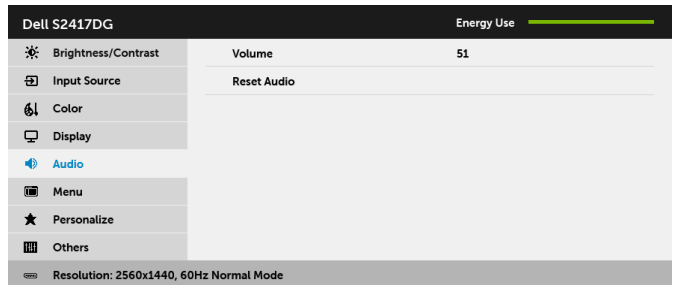 Dell S2417DG Energy Use
Brightness/Contrast Volume 51
Input Source Reset Audio
Color
Display
Audio
Menu
Personalize
Others
Resolution: 2560x1440, 60Hz Normal Mode